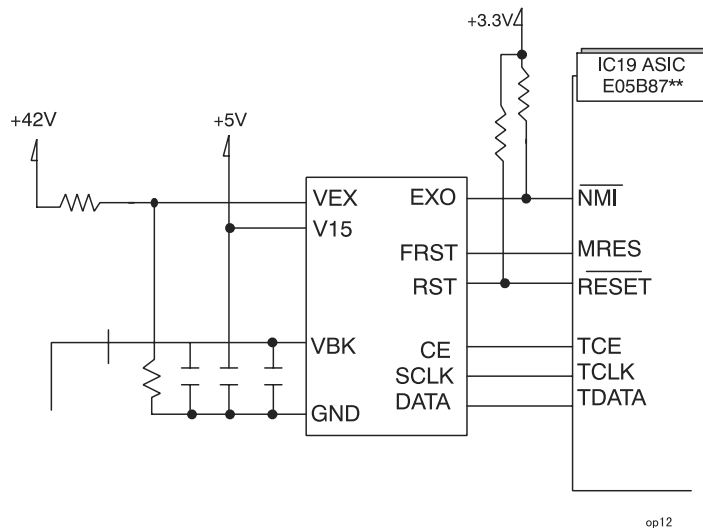 +3.3V
IC19 ASIC
E05B87**
+42V
+5V
VEX
EXO
NMI
V15
FRST
MRES
RST
RESET
VBK
CE
TCE
SCLK
TCLK
DATA
TDATA
GND
op12